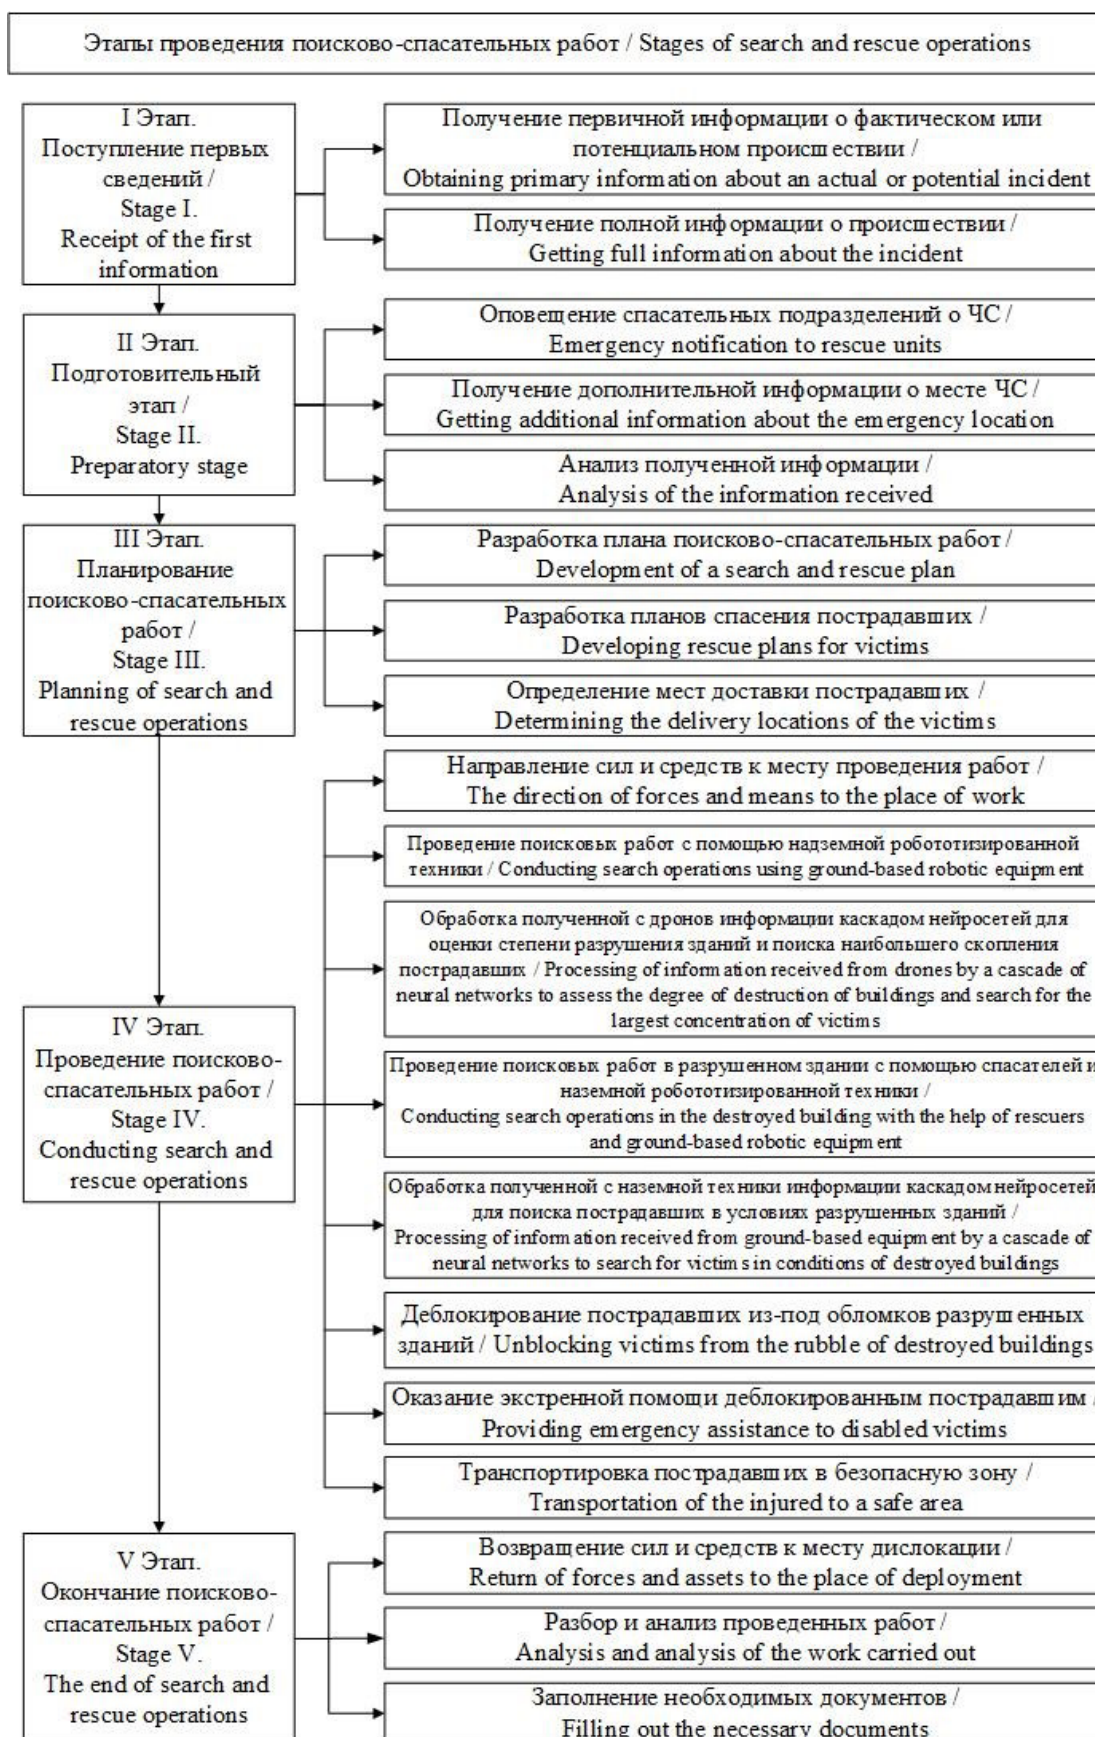 Этапы проведения поисково-спасательных работ / Stages of search and rescue operations
I Этап.
Поступление первых
сведений /
Stage I.
Receipt of the first
information
Получение первичной информации о фактическом или
потенциальном происшествии /
Obtaining primary information about an actual or potential incident
Получение полной информации о происшествии /
Getting full information about the incident
II Этап.
Подготовительный
этап /
Stage II.
Preparatory stage
Оповещение спасательных подразделений о ЧС /
Emergency notification to rescue units
Получение дополнительной информации о месте ЧС /
Getting additional information about the emergency location
Анализ полученной информации /
Analysis of the information received
III Этап.
Планирование
поисково-спасательных
работ /
Stage III.
Planning of search and
rescue operations
Разработка плана поисково-спасательных работ /
Development of a search and rescue plan
Разработка планов спасения пострадавших /
Developing rescue plans for victims
Определение мест доставки пострадавших /
Determining the delivery locations of the victims
IV Этап.
Проведение поисково-
спасательных работ /
Stage IV.
Conducting search and
rescue operations
Направление сил и средств к месту проведения работ /
The direction of forces and means to the place of work
Проведение поисковых работ с помощью надземной робототизированной
техники / Conducting search operations using ground-based robotic equipment
Обработка полученной с дронов информации каскадом нейросетей для
оценки степени разрушения зданий и поиска наибольшего скопления
пострадавших / Processing of information received from drones by a cascade of
neural networks to assess the degree of destruction of buildings and search for the
largest concentration of victims
Проведение поисковых работ в разрушенном здании с помощью спасателей и
наземной робототизированной техники /
Conducting search operations in the destroyed building with the help of rescuers
and ground-based robotic equipment
Обработка полученной с наземной техники информации каскадом нейросетей
для поиска пострадавших в условиях разрушенных зданий /
Processing of information received from ground-based equipment by a cascade of
neural networks to search for victims in conditions of destroyed buildings
Деблокирование пострадавших из-под обломков разрушенных
зданий / Unblocking victims from the rubble of destroyed buildings
Оказание экстренной помощи деблокированным пострадавшим /
Providing emergency assistance to disabled victims
Транспортировка пострадавших в безопасную зону /
Transportation of the injured to a safe area
V Этап.
Окончание поисково-
спасательных работ /
Stage V.
The end of search and
rescue operations
Возвращение сил и средств к месту дислокации /
Return of forces and assets to the place of deployment
Разбор и анализ проведенных работ /
Analysis and analysis of the work carried out
Заполнение необходимых документов /
Filling out the necessary documents